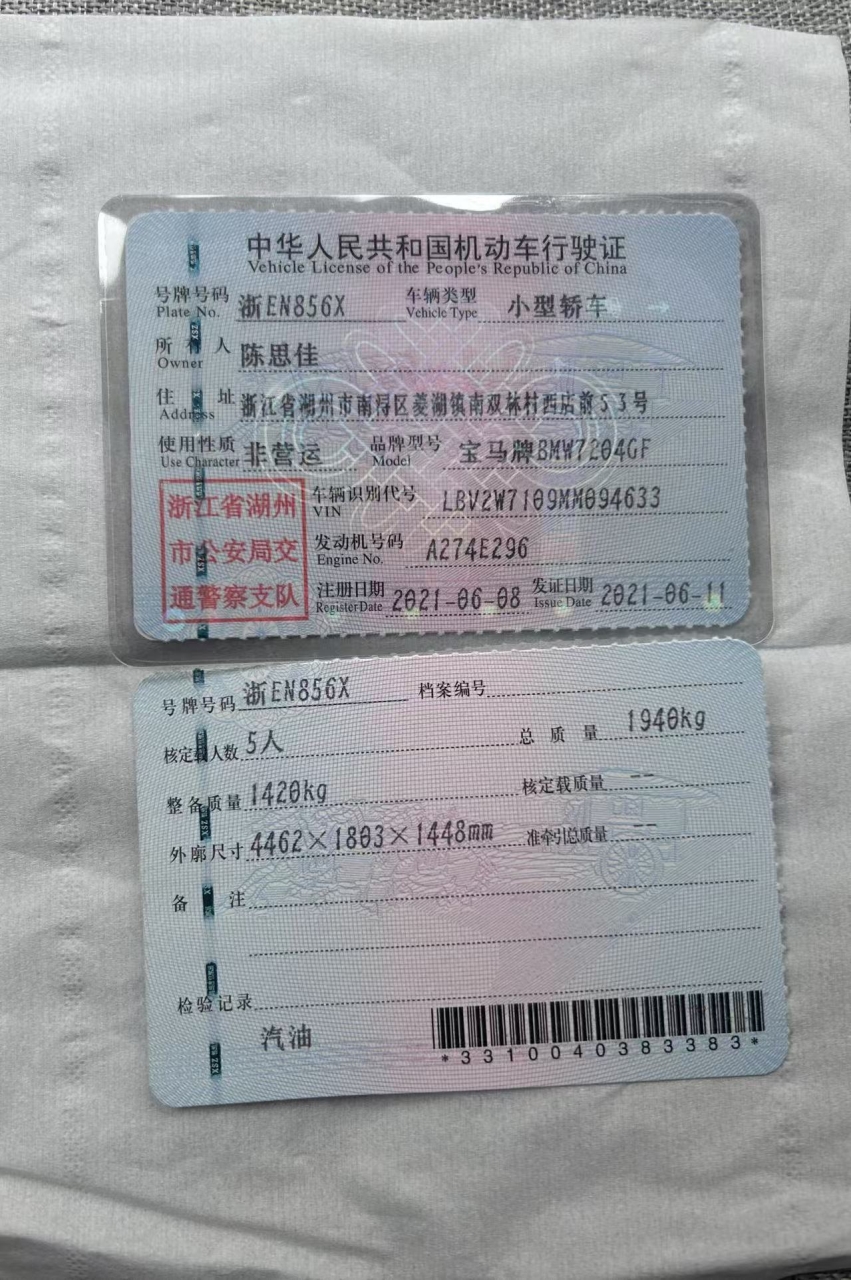 中华人民共和国机动车行驶证
Vehicle License of the People's Republic of China
号牌号码 浙EN856X 车辆类型 小型轿车
Plate No. Vehicle Type
所有人 陈思佳
Owner
住址 浙江省湖州市南浔区菱湖镇南双林村西店前53号
Address
使用性质 非营运 品牌型号 宝马牌BMW7204GF
Use Character Model
浙江省湖州
市公安局交
通警察支队
车辆识别代号 LBV2W7109MM094633
VIN
发动机号码 A274E296
Engine No.
注册日期 2021-06-08 发证日期 2021-06-11
Register Date Issue Date
号牌号码 浙EN856X 档案编号
核定载人数 5人 总质量 1940kg
整备质量 1420kg 核定载质量 --
外廓尺寸 4462×1803×1448mm 准牵引总质量 --
备注
检验记录
汽油
*3310040383383*